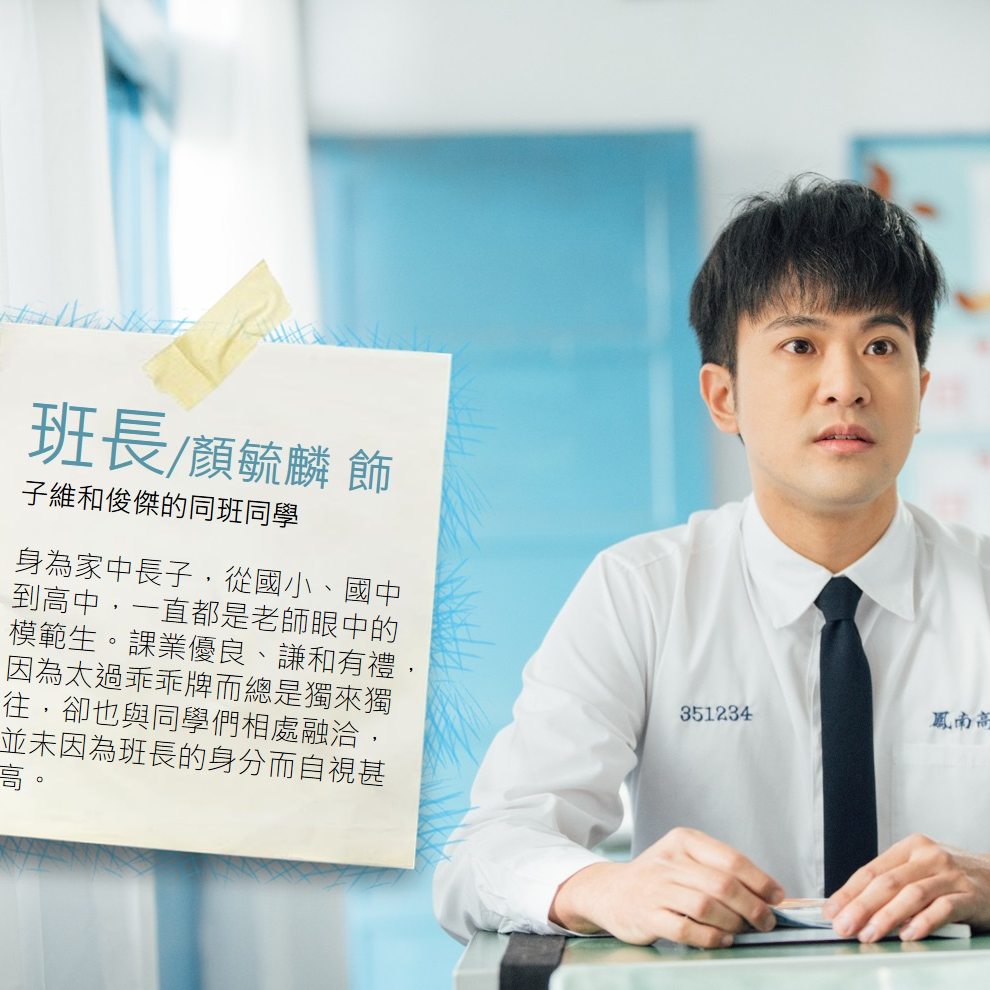 班長/顏毓麟 飾
子維和俊傑的同班同學
身為家中長子，從國小、國中
到高中，一直都是老師眼中的
模範生。課業優良、謙和有禮，
因為太過乖乖牌而總是獨來獨
往，卻也與同學們相處融洽，
並未因為班長的身分而自視甚
高。
351234
鳳南高